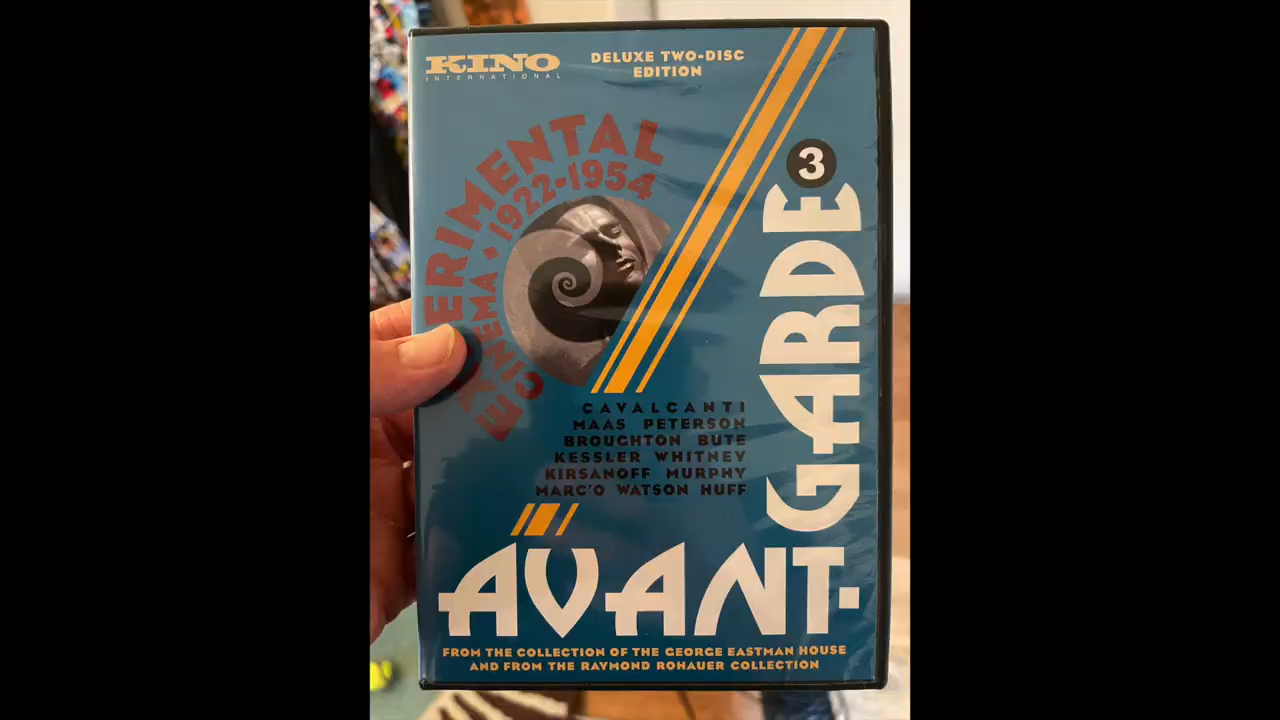 KINO
INTERNATIONAL
DELUXE TWO-DISC
EDITION
EXPERIMENTAL
CINEMA • 1922-1954
3
AVANT-
GARDE
CAVALCANTI
MAAS PETERSON
BROUGHTON BUTE
KESSLER WHITNEY
KIRSANOFF MURPHY
MARC'O WATSON HUFF
FROM THE COLLECTION OF THE GEORGE EASTMAN HOUSE
AND FROM THE RAYMOND ROHAUER COLLECTION